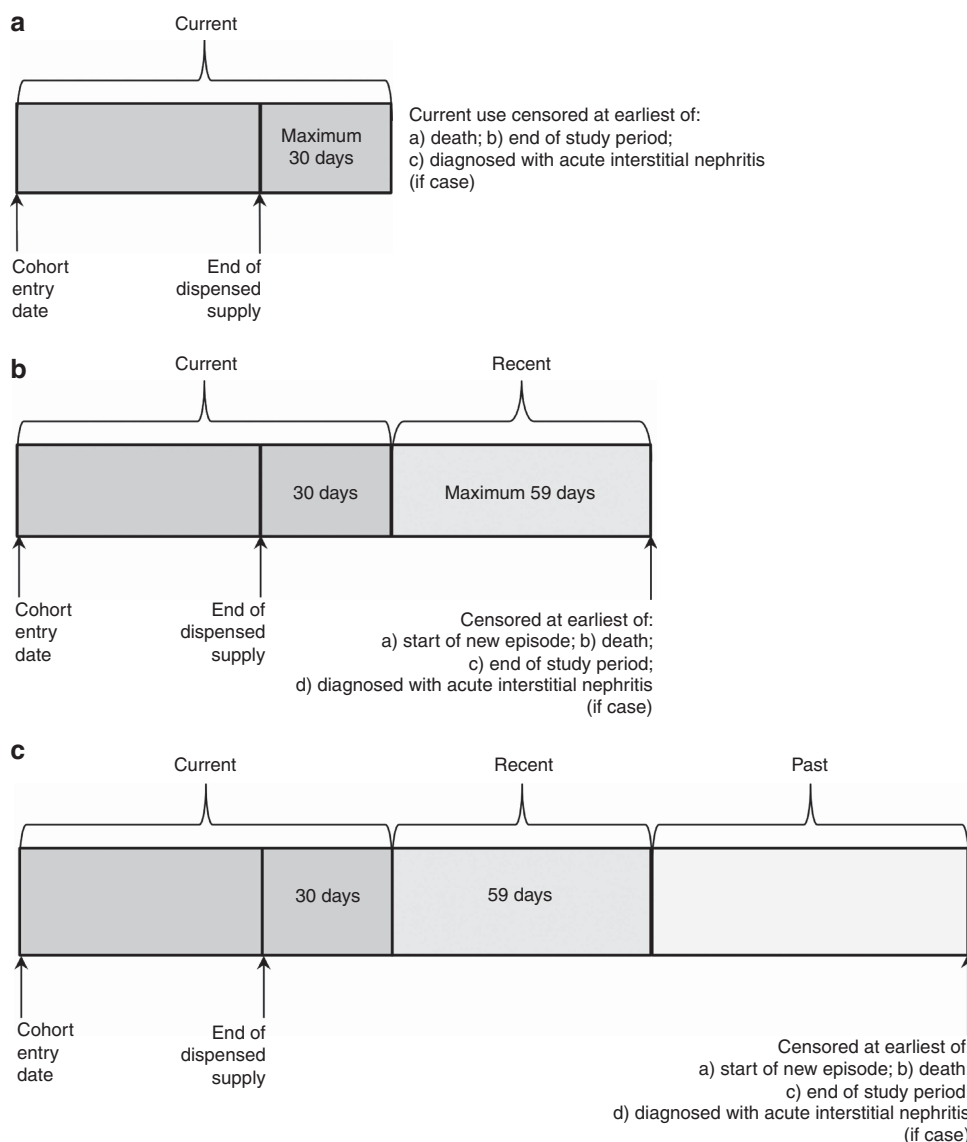 a
Current
Maximum
30 days
Current use censored at earliest of:
a) death; b) end of study period;
c) diagnosed with acute interstitial nephritis
(if case)
Cohort
entry
date
End of
dispensed
supply
b
Current
Recent
30 days
Maximum 59 days
Cohort
entry
date
End of
dispensed
supply
Censored at earliest of:
a) start of new episode; b) death;
c) end of study period;
d) diagnosed with acute interstitial nephritis
(if case)
c
Current
Recent
Past
30 days
59 days
Cohort
entry
date
End of
dispensed
supply
Censored at earliest of
a) start of new episode; b) death
c) end of study period
d) diagnosed with acute interstitial nephritis
(if case)